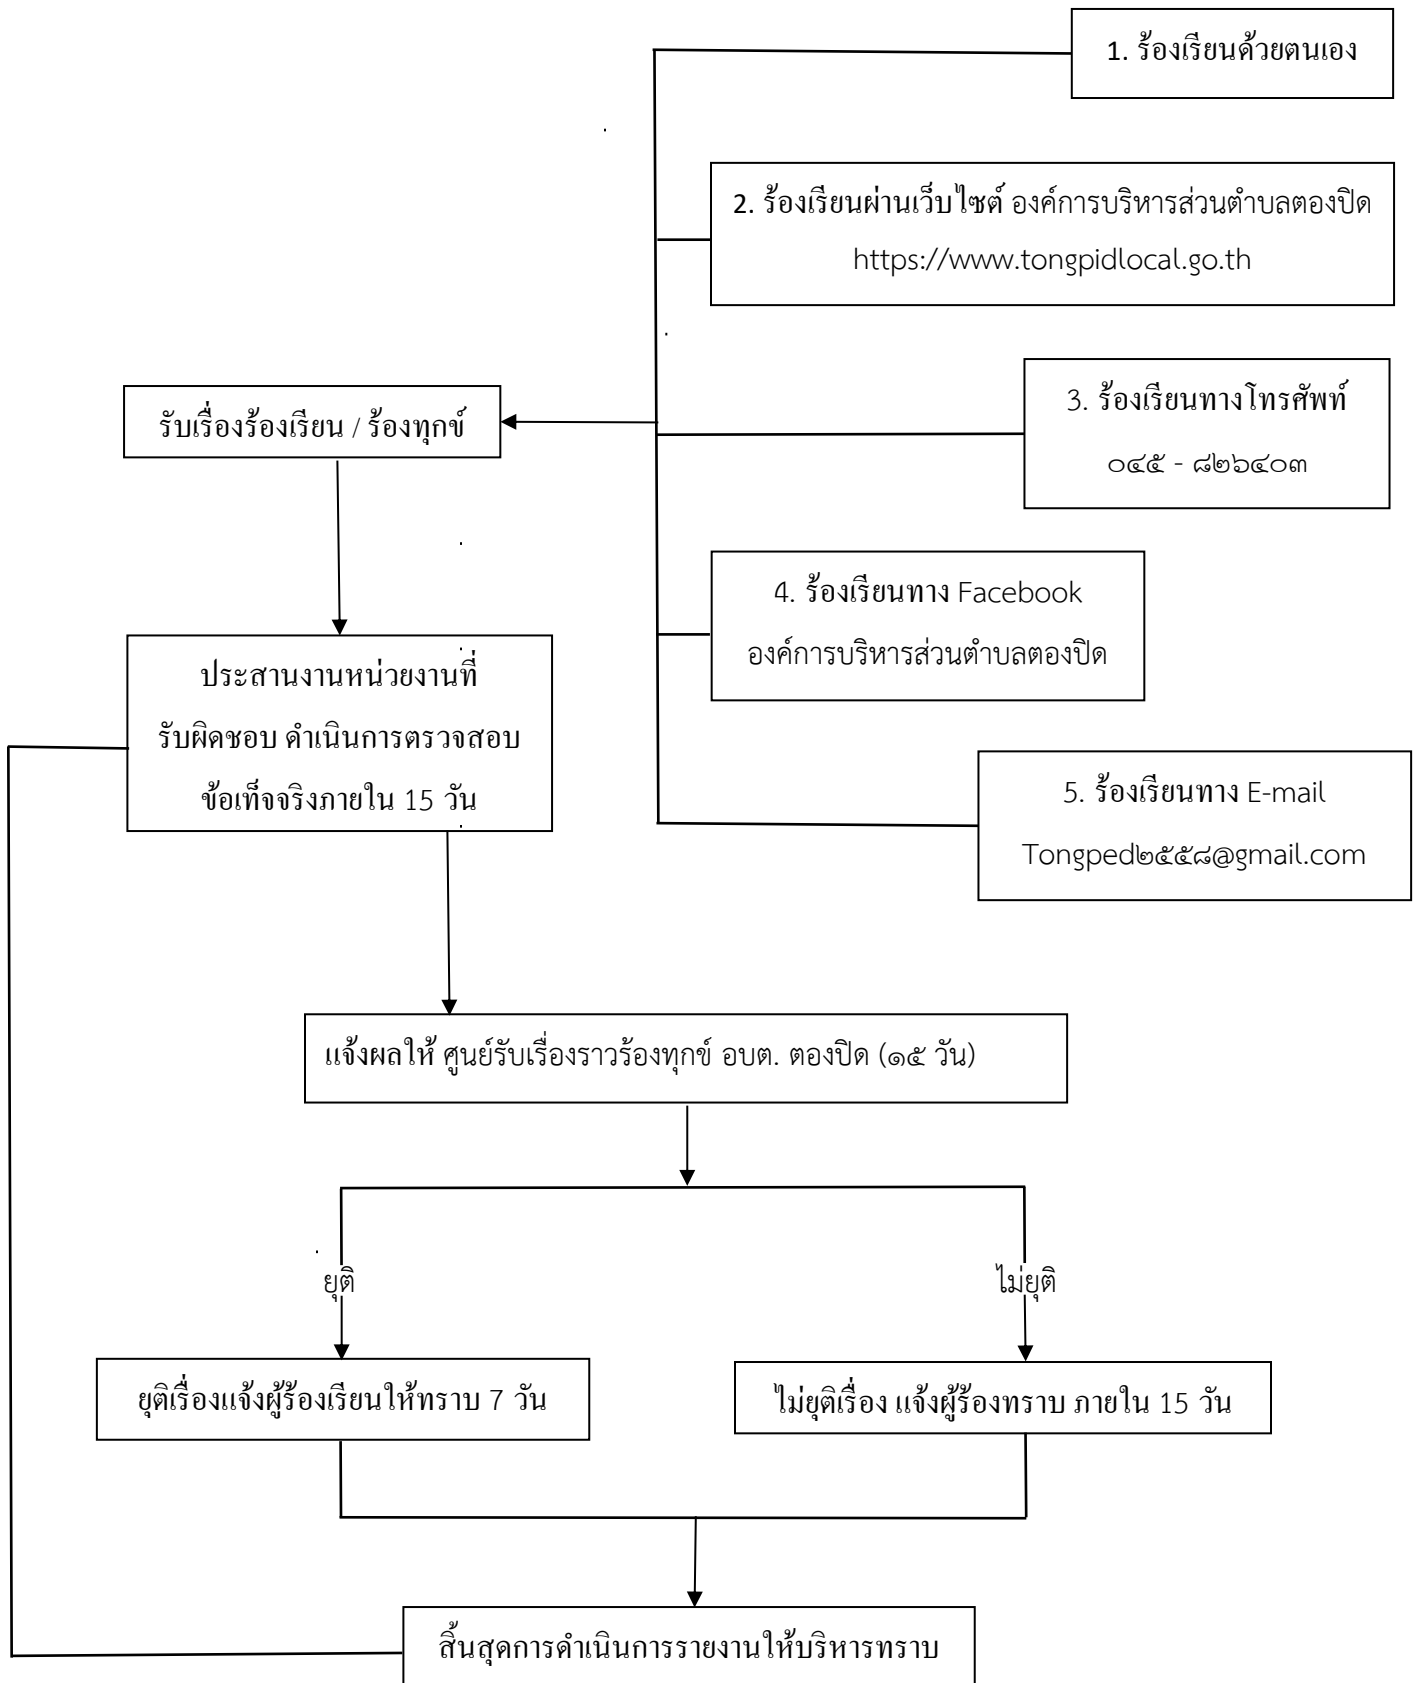 1. ร้องเรียนด้วยตนเอง
2. ร้องเรียนผ่านเว็บไซต์ องค์การบริหารส่วนตำบลตองปิด
https://www.tongpidlocal.go.th
รับเรื่องร้องเรียน / ร้องทุกข์
3. ร้องเรียนทางโทรศัพท์
๐๔๕ - ๘๒๖๔๐๓
4. ร้องเรียนทาง Facebook
องค์การบริหารส่วนตำบลตองปิด
ประสานงานหน่วยงานที่
รับผิดชอบ ดำเนินการตรวจสอบ
ข้อเท็จจริงภายใน 15 วัน
5. ร้องเรียนทาง E-mail
Tongped๒๕๕๘@gmail.com
แจ้งผลให้ ศูนย์รับเรื่องราวร้องทุกข์ อบต. ตองปิด (๑๕ วัน)
ยุติ
ไม่ยุติ
ยุติเรื่องแจ้งผู้ร้องเรียนให้ทราบ 7 วัน
ไม่ยุติเรื่อง แจ้งผู้ร้องทราบ ภายใน 15 วัน
สิ้นสุดการดำเนินการรายงานให้บริหารทราบ